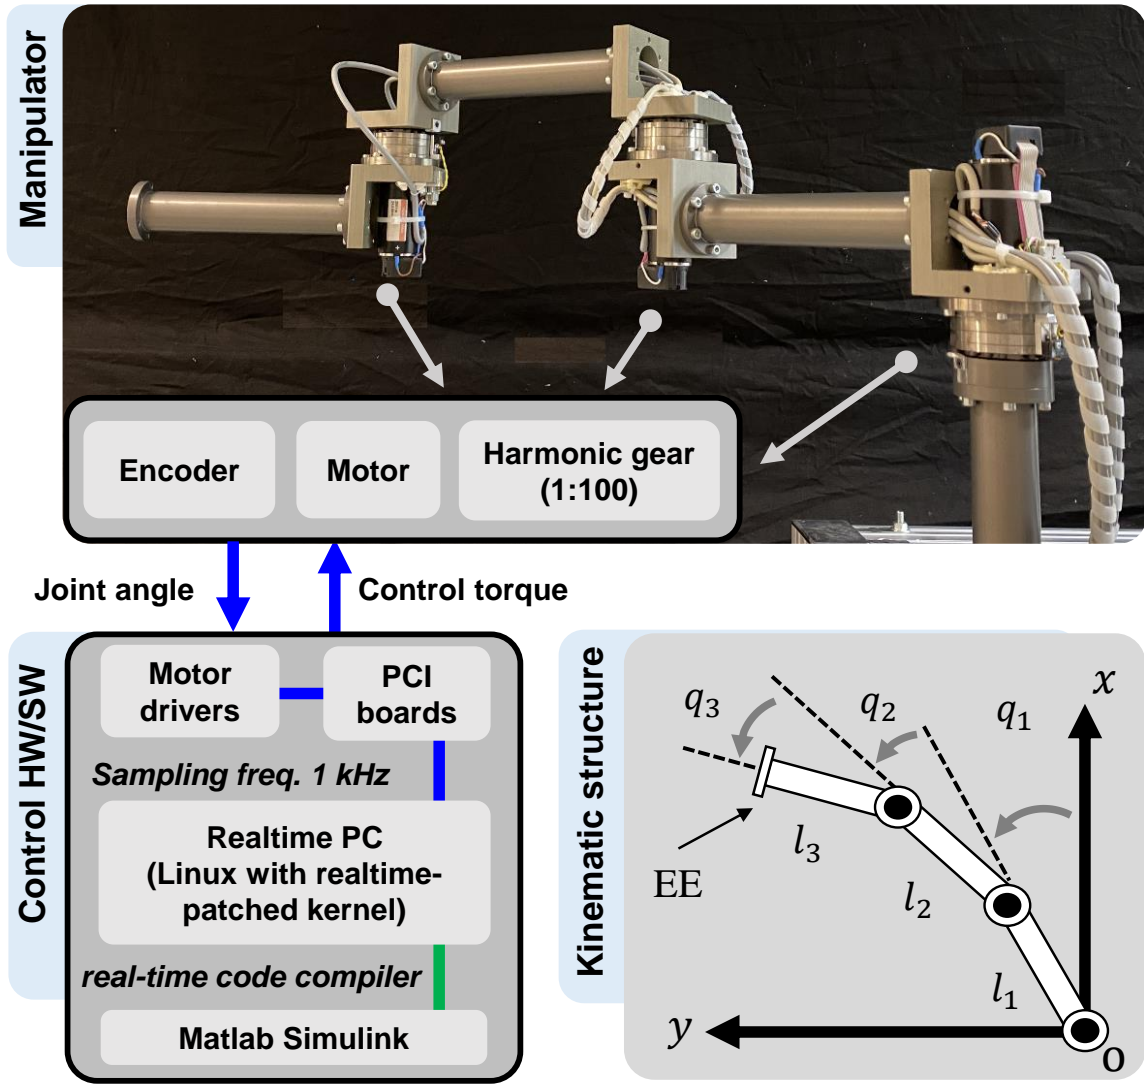 Manipulator
Encoder
Motor
Harmonic gear
(1:100)
Joint angle
Control torque
Control HW/SW
Motor
drivers
PCI
boards
Sampling freq. 1 kHz
Realtime PC
(Linux with realtime-
patched kernel)
real-time code compiler
Matlab Simulink
Kinematic structure
x
q₃
q₂
q₁
l₃
EE
l₂
l₁
y
O